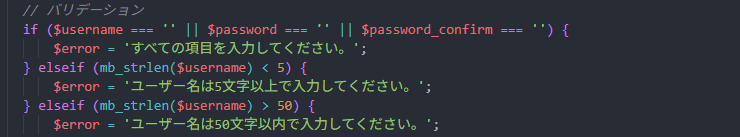 // バリデーション
if ($username === '' || $password === '' || $password_confirm === '') {
$error = 'すべての項目を入力してください。';
} elseif (mb_strlen($username) < 5) {
$error = 'ユーザー名は5文字以上で入力してください。';
} elseif (mb_strlen($username) > 50) {
$error = 'ユーザー名は50文字以内で入力してください。';